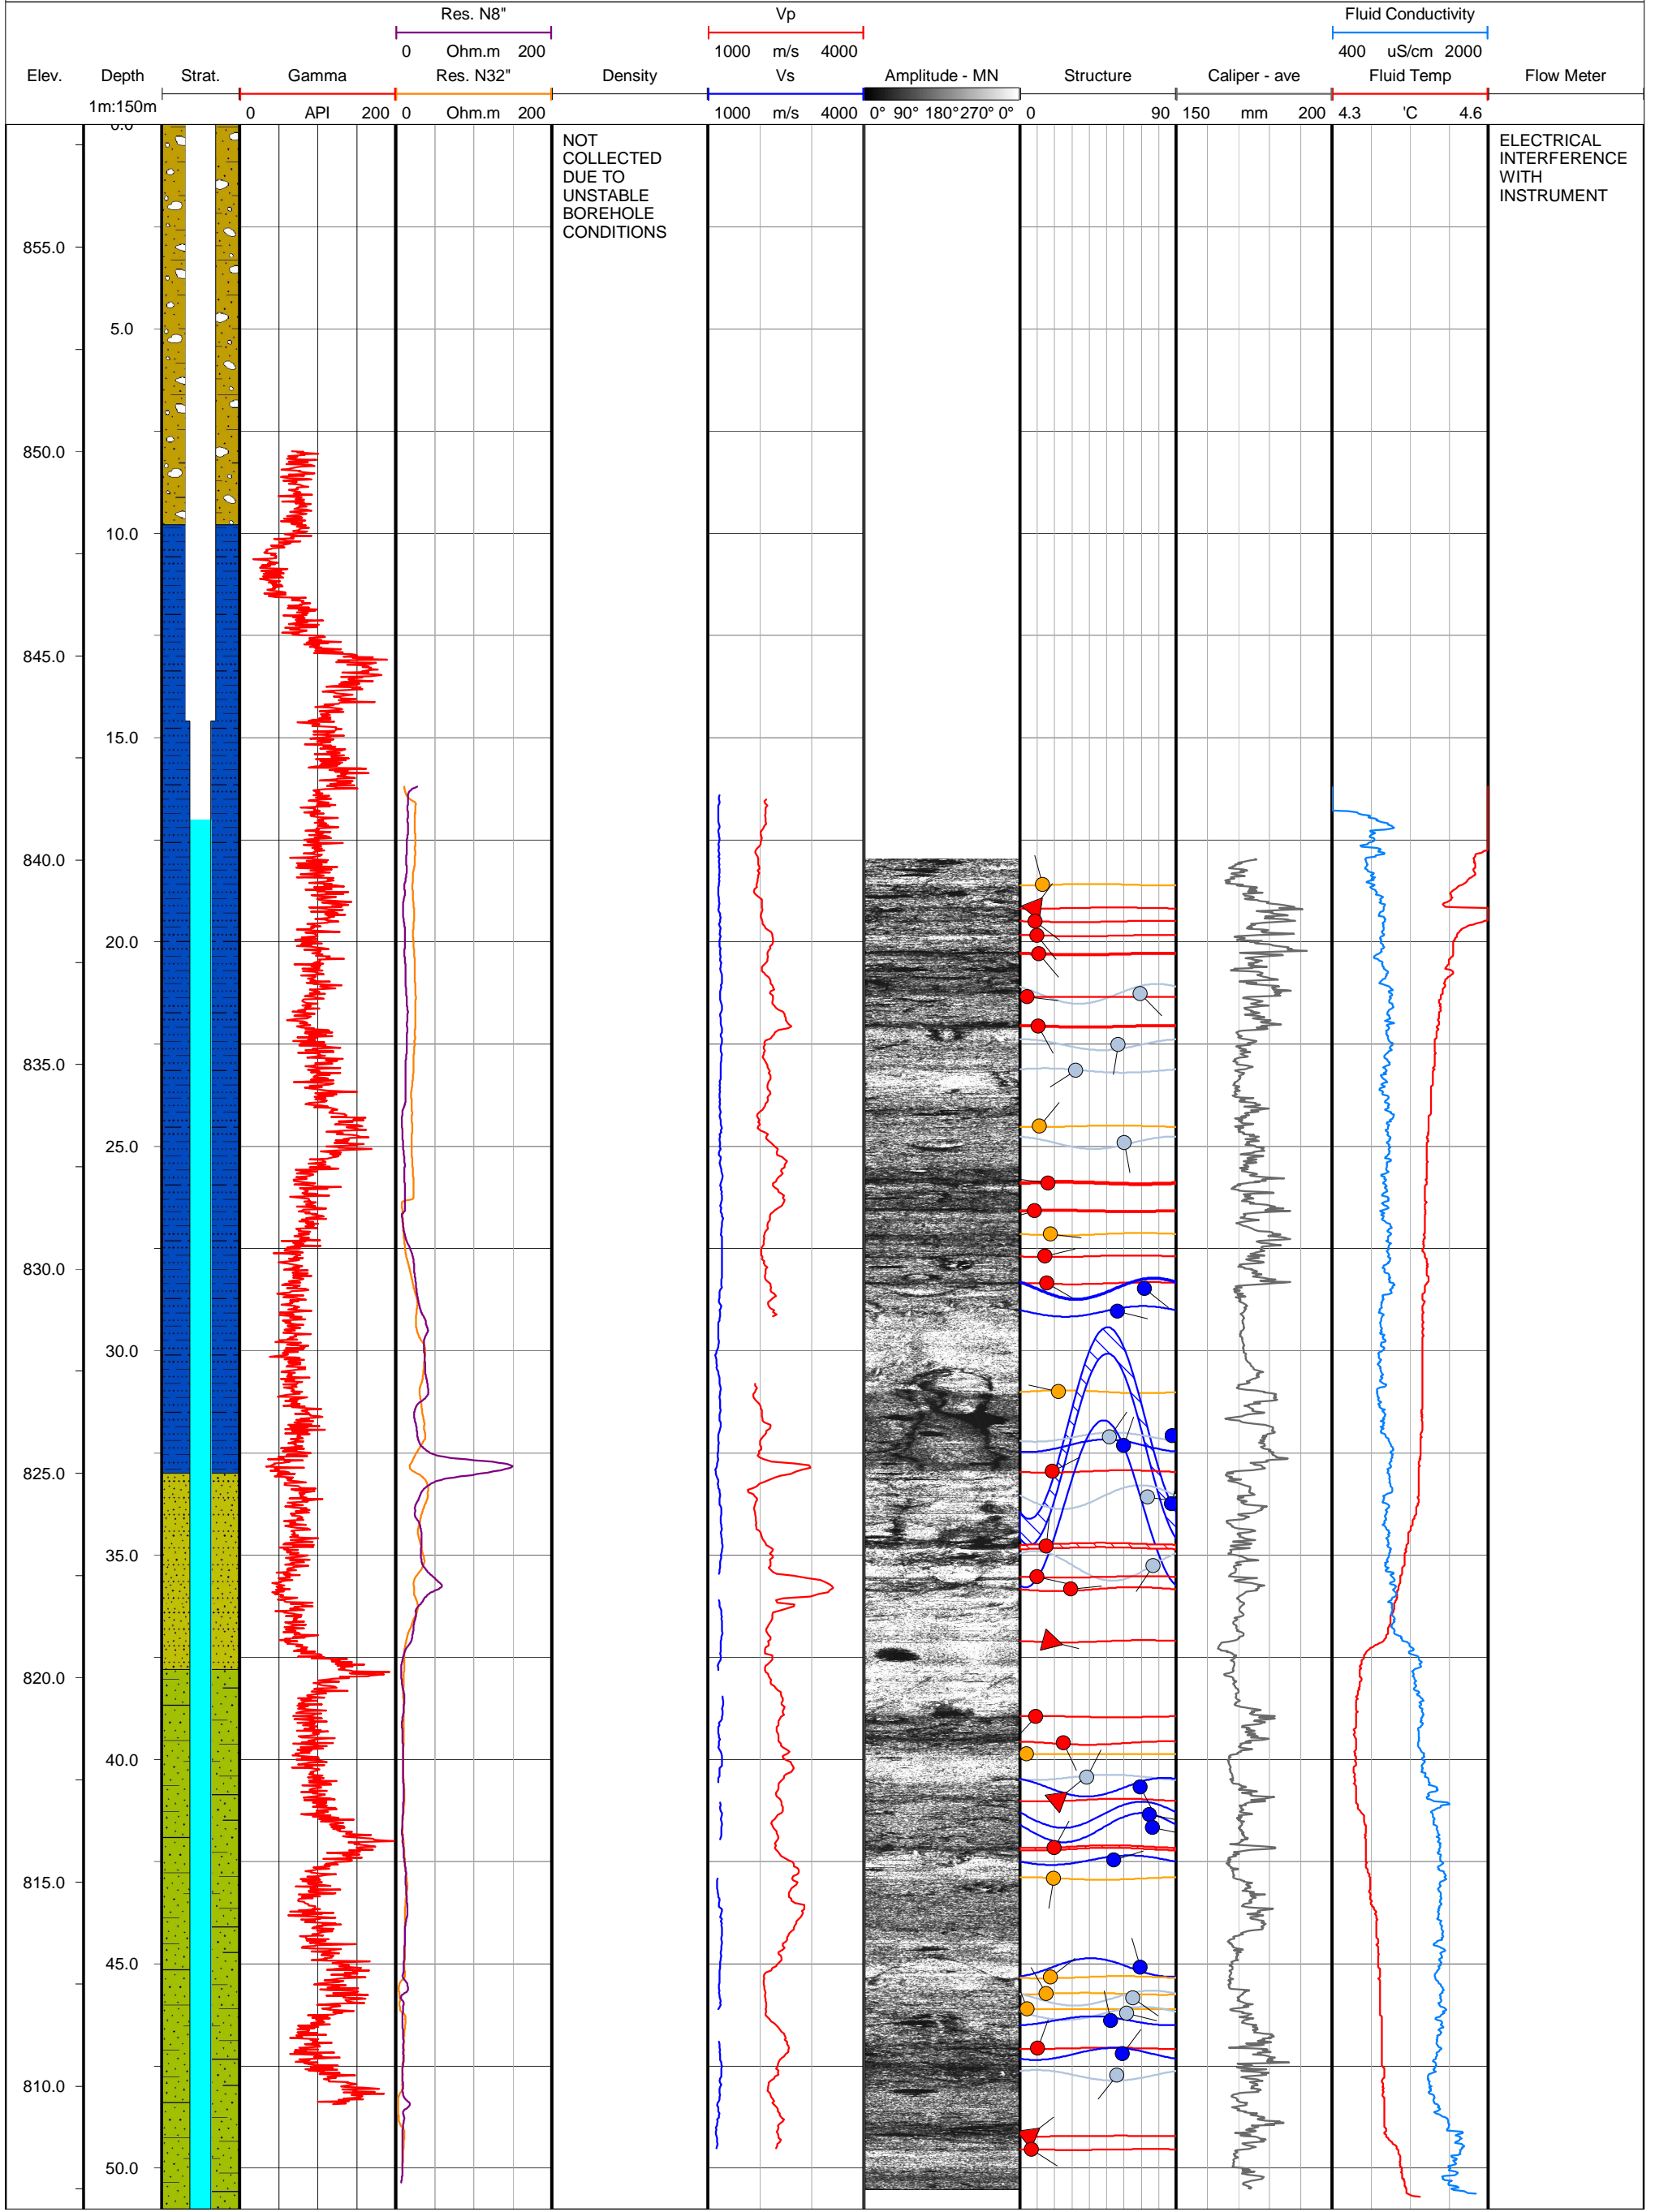 Res. N8" Vp Fluid Conductivity
0 Ohm.m 200 1000 m/s 4000 400 uS/cm 2000
Elev. Depth Strat. Gamma Res. N32" Density Vs Amplitude - MN Structure Caliper - ave Fluid Temp Flow Meter
1m:150m 0 API 200 0 Ohm.m 200 1000 m/s 4000 0° 90° 180° 270° 0° 0 90 150 mm 200 4.3 'C 4.6
0.0
NOT
COLLECTED
DUE TO
UNSTABLE
BOREHOLE
CONDITIONS
ELECTRICAL
INTERFERENCE
WITH
INSTRUMENT
855.0
5.0
850.0
10.0
845.0
15.0
840.0
20.0
835.0
25.0
830.0
30.0
825.0
35.0
820.0
40.0
815.0
45.0
810.0
50.0